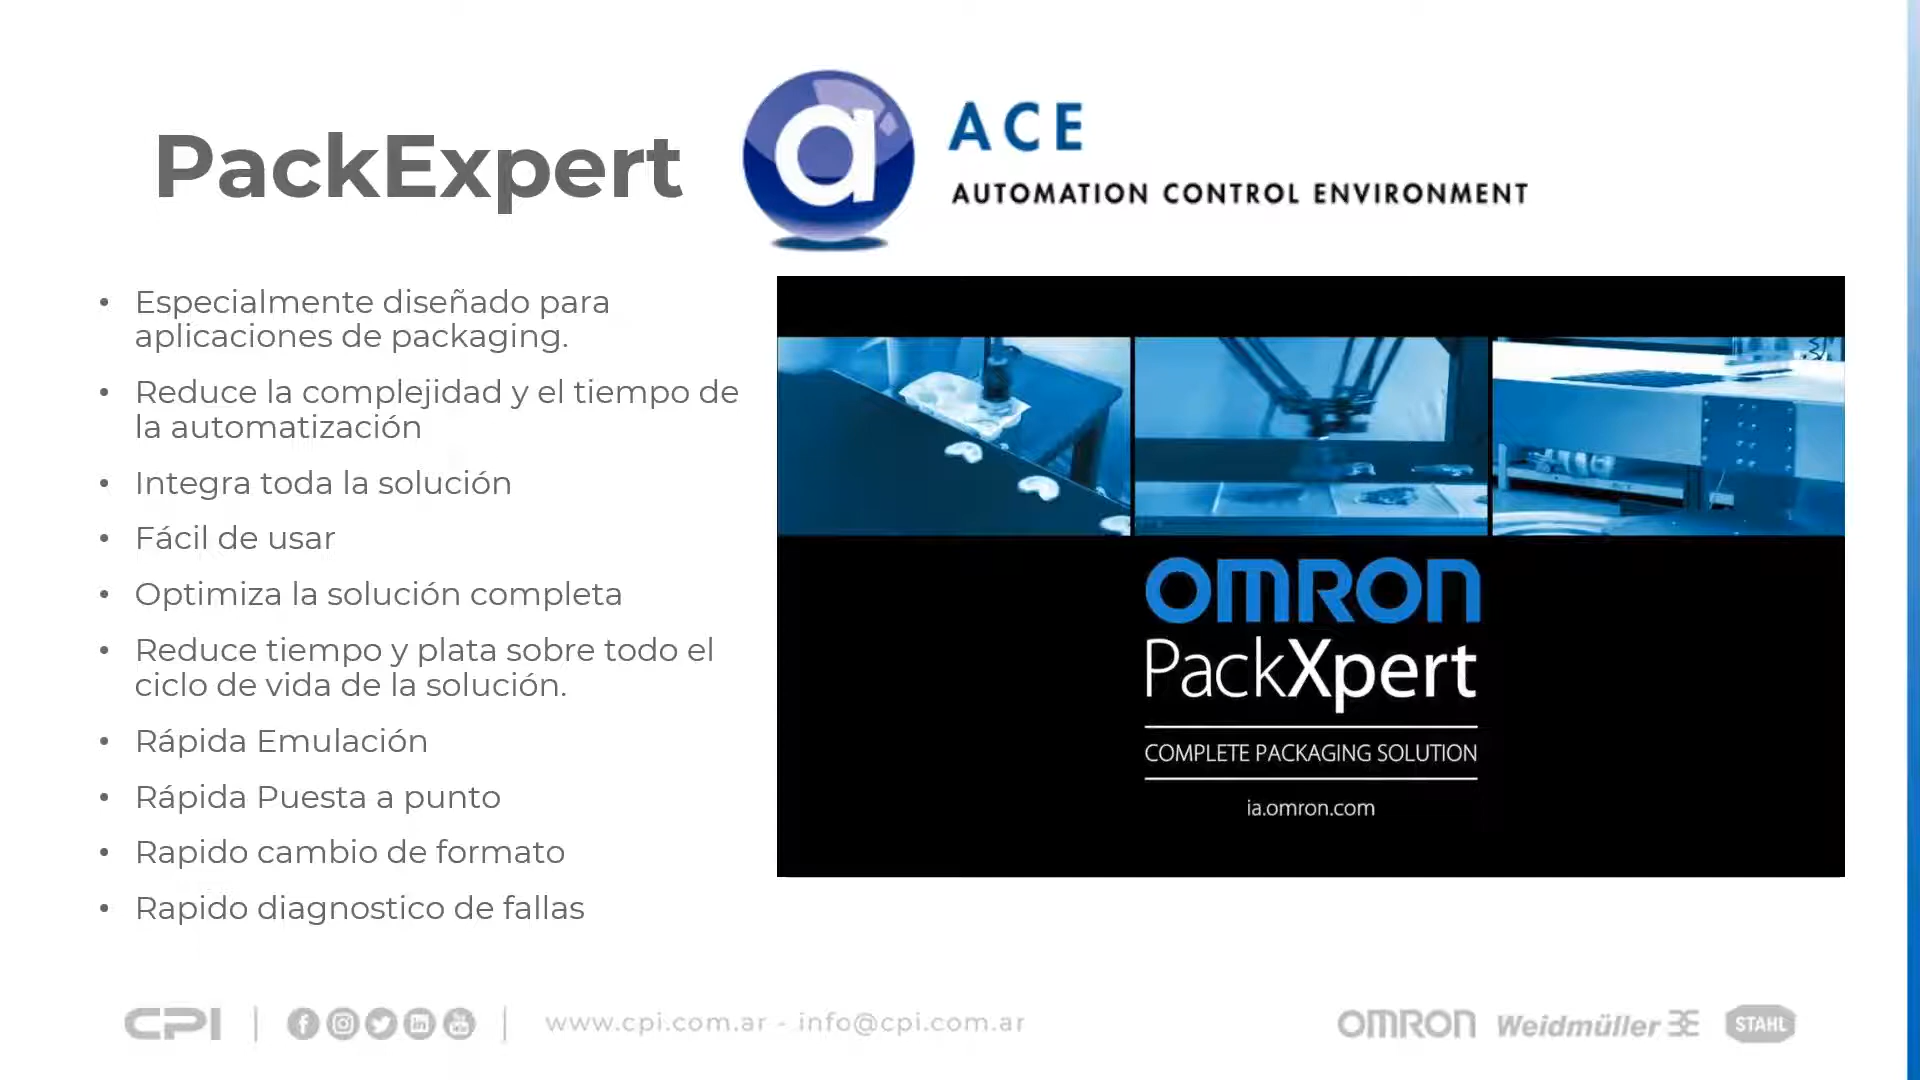 PackExpert
a
ACE
AUTOMATION CONTROL ENVIRONMENT
• Especialmente diseñado para
aplicaciones de packaging.
• Reduce la complejidad y el tiempo de
la automatización
• Integra toda la solución
• Fácil de usar
• Optimiza la solución completa
• Reduce tiempo y plata sobre todo el
ciclo de vida de la solución.
• Rápida Emulación
• Rápida Puesta a punto
• Rapido cambio de formato
• Rapido diagnostico de fallas
OMRON
PackXpert
COMPLETE PACKAGING SOLUTION
ia.omron.com
CPI | | www.cpi.com.ar - info@cpi.com.ar
OMRON Weidmüller STAHL